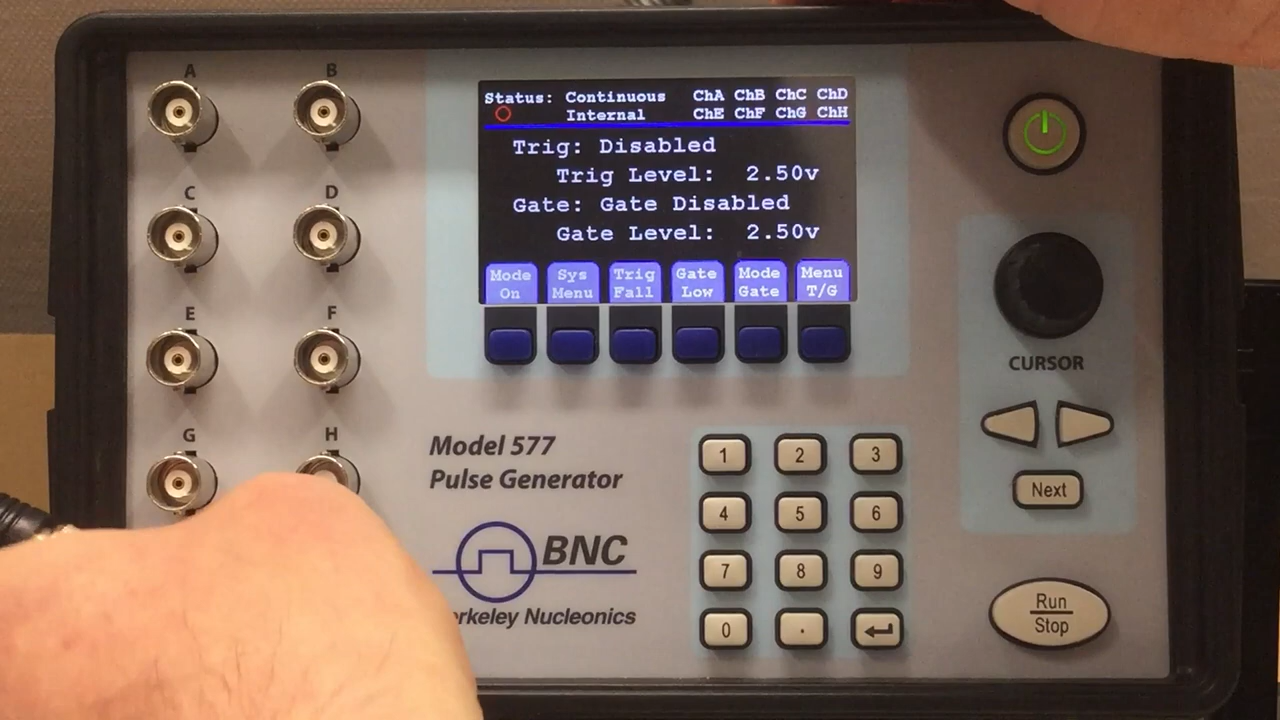 A B
C D
E F
G H
Status: Continuous ChA ChB ChC ChD
Internal ChE ChF ChG ChH
Trig: Disabled
Trig Level: 2.50v
Gate: Gate Disabled
Gate Level: 2.50v
Mode Sys Trig Gate Mode Menu
On Menu Fall Low Gate T/G
CURSOR
Model 577
Pulse Generator
BNC
Nucleonics
1 2 3
4 5 6
7 8 9
0 .
Next
Run
Stop